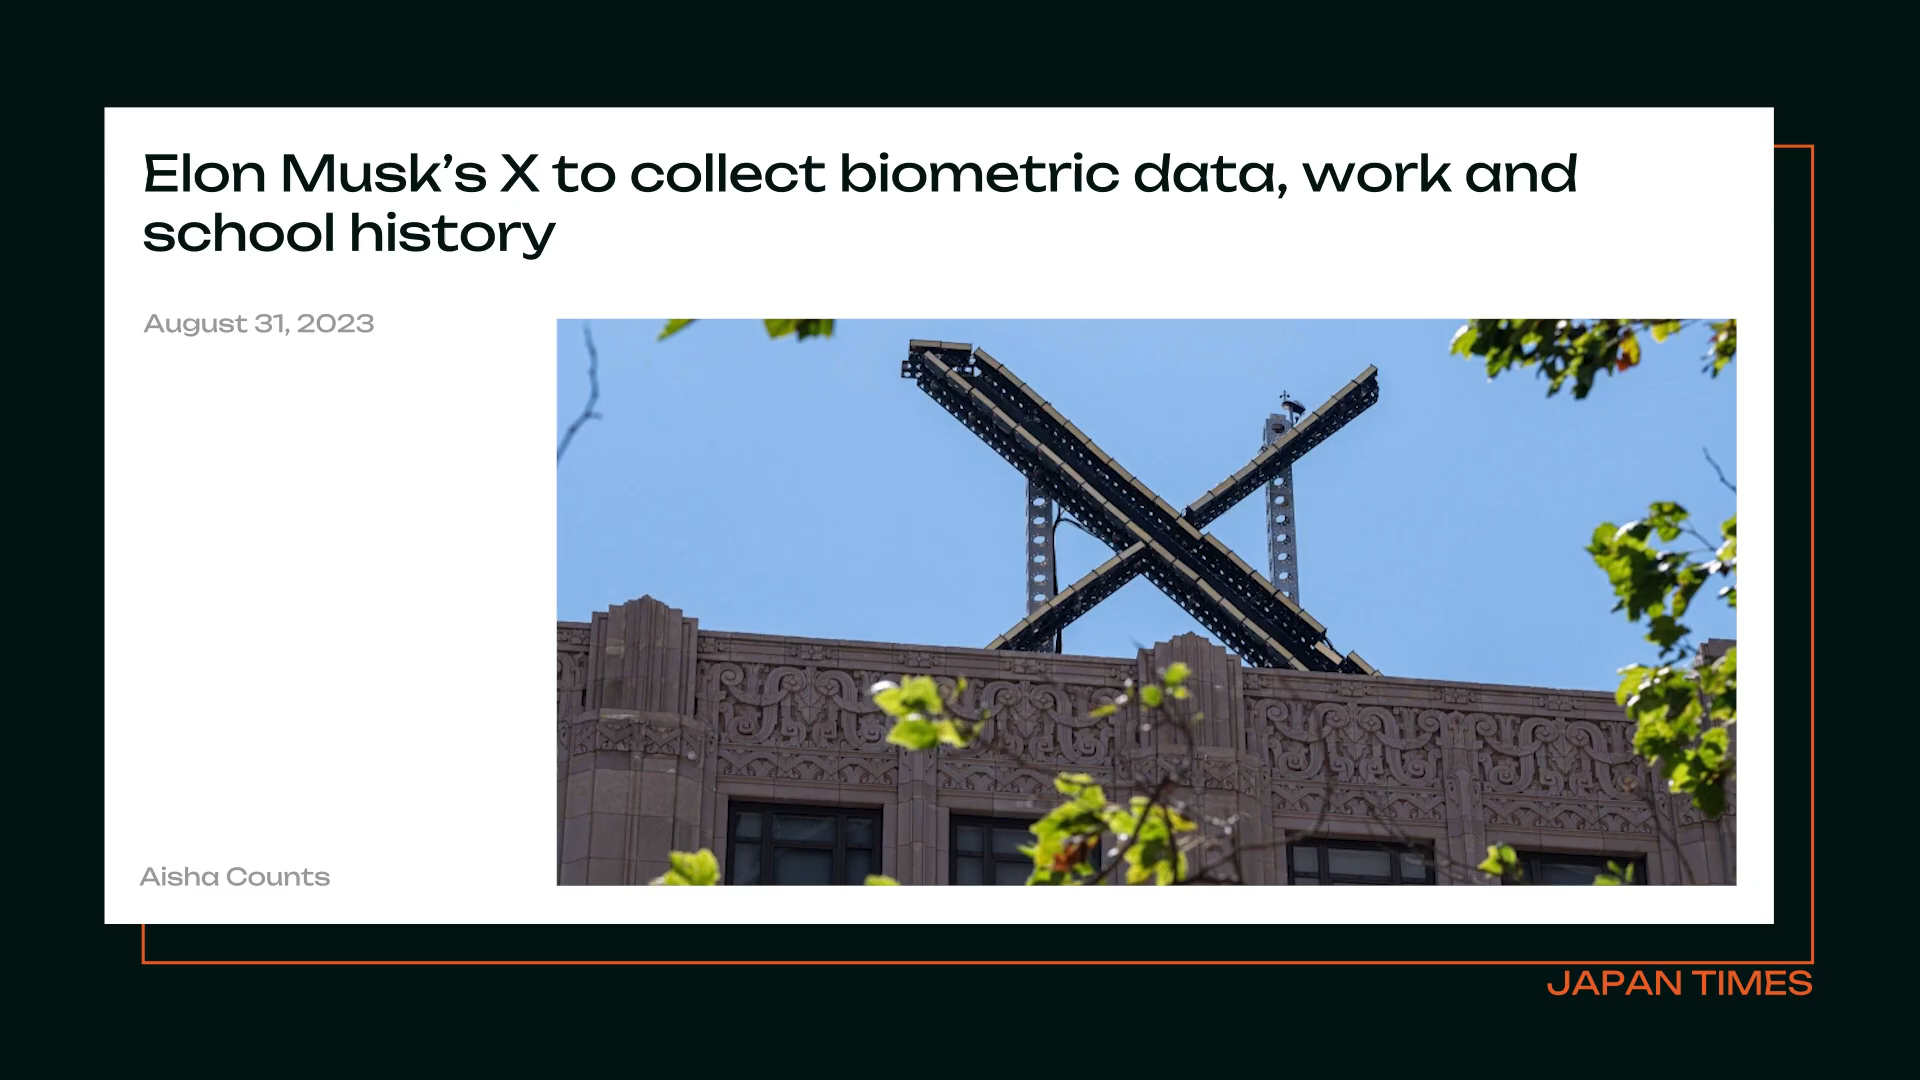 Elon Musk’s X to collect biometric data, work and
school history
August 31, 2023
Aisha Counts
JAPAN TIMES